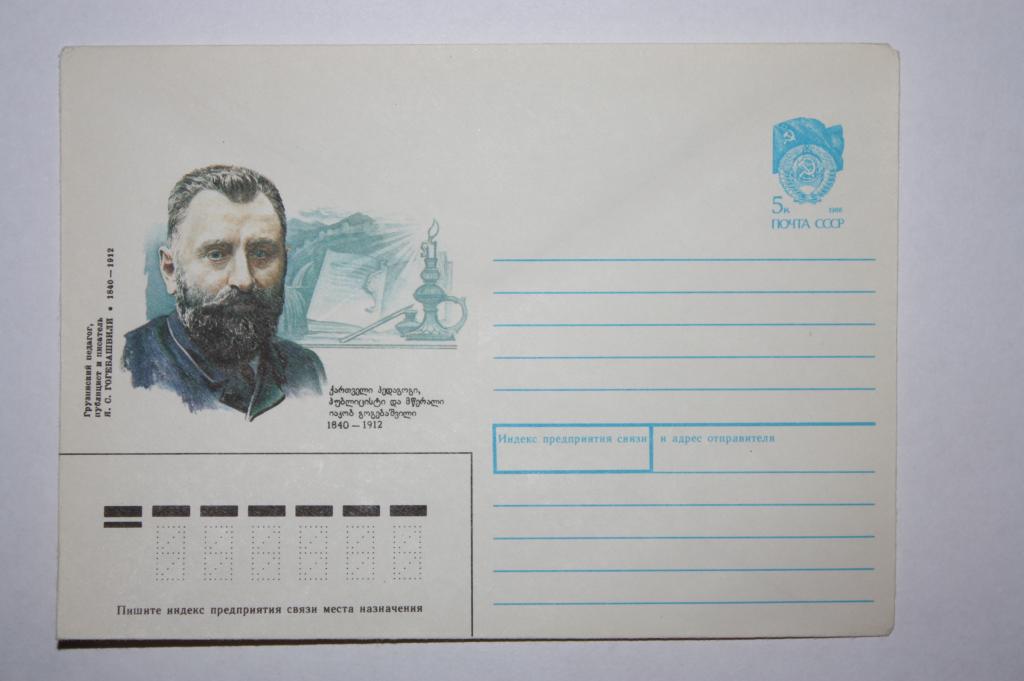 Грузинский педагог,
публицист и писатель
Я. С. ГОГЕБАШВИЛИ • 1840—1912
ქართველი პედაგოგი,
პუბლიცისტი და მწერალი
იაკობ გოგებაშვილი
1840—1912
5к
ПОЧТА СССР
Индекс предприятия связи и адрес отправителя
Пишите индекс предприятия связи места назначения